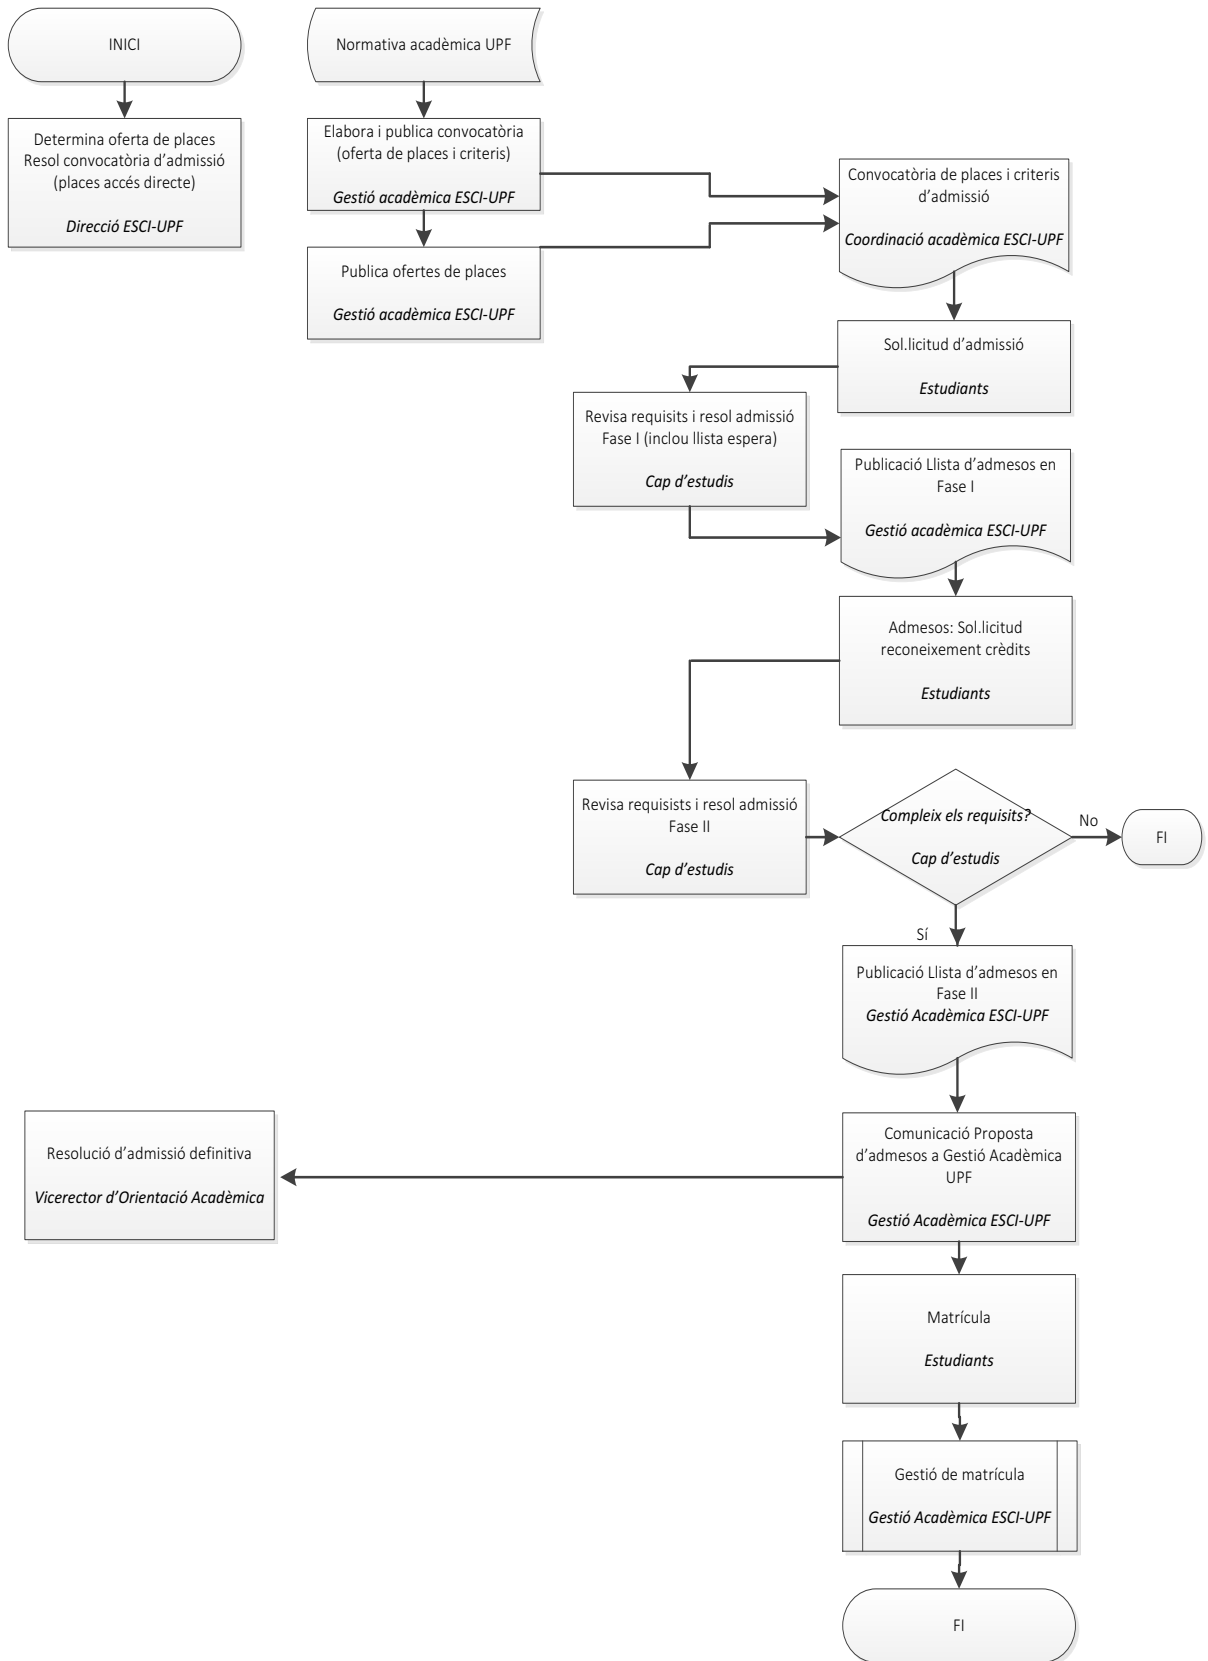 INICI
Normativa acadèmica UPF
Determina oferta de places
Resol convocatòria d'admissió
(places accés directe)
Direcció ESCI-UPF
Elabora i publica convocatòria
(oferta de places i criteris)
Gestió acadèmica ESCI-UPF
Publica ofertes de places
Gestió acadèmica ESCI-UPF
Convocatòria de places i criteris
d'admissió
Coordinació acadèmica ESCI-UPF
Sol.licitud d'admissió
Estudiants
Revisa requisits i resol admissió
Fase I (inclou llista espera)
Cap d'estudis
Publicació Llista d'admesos en
Fase I
Gestió acadèmica ESCI-UPF
Admesos: Sol.licitud
reconeixement crèdits
Estudiants
Revisa requisists i resol admissió
Fase II
Cap d'estudis
Compleix els requisits?
Cap d'estudis
No
FI
Sí
Publicació Llista d'admesos en
Fase II
Gestió Acadèmica ESCI-UPF
Comunicació Proposta
d'admesos a Gestió Acadèmica
UPF
Gestió Acadèmica ESCI-UPF
Resolució d'admissió definitiva
Vicerector d'Orientació Acadèmica
Matrícula
Estudiants
Gestió de matrícula
Gestió Acadèmica ESCI-UPF
FI